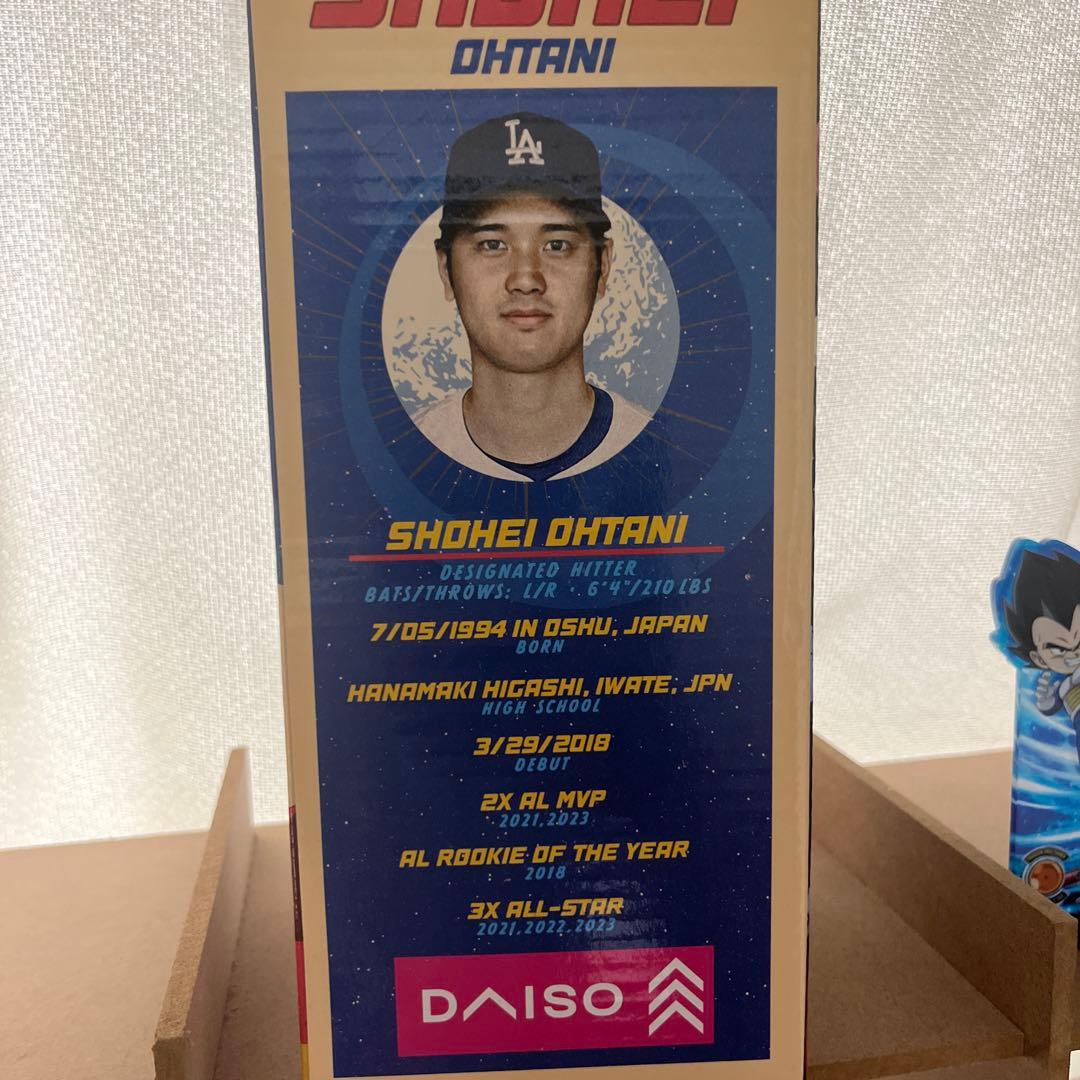 SHOHEI
OHTANI
LA
SHOHEI OHTANI
DESIGNATED HITTER
BATS/THROWS: L/R · 6'4"/210 LBS
7/05/1994 IN OSHU, JAPAN
BORN
HANAMAKI HIGASHI, IWATE, JPN
HIGH SCHOOL
3/29/2018
DEBUT
2X AL MVP
2021,2023
AL ROOKIE OF THE YEAR
2018
3X ALL-STAR
2021,2022,2023
DAISO